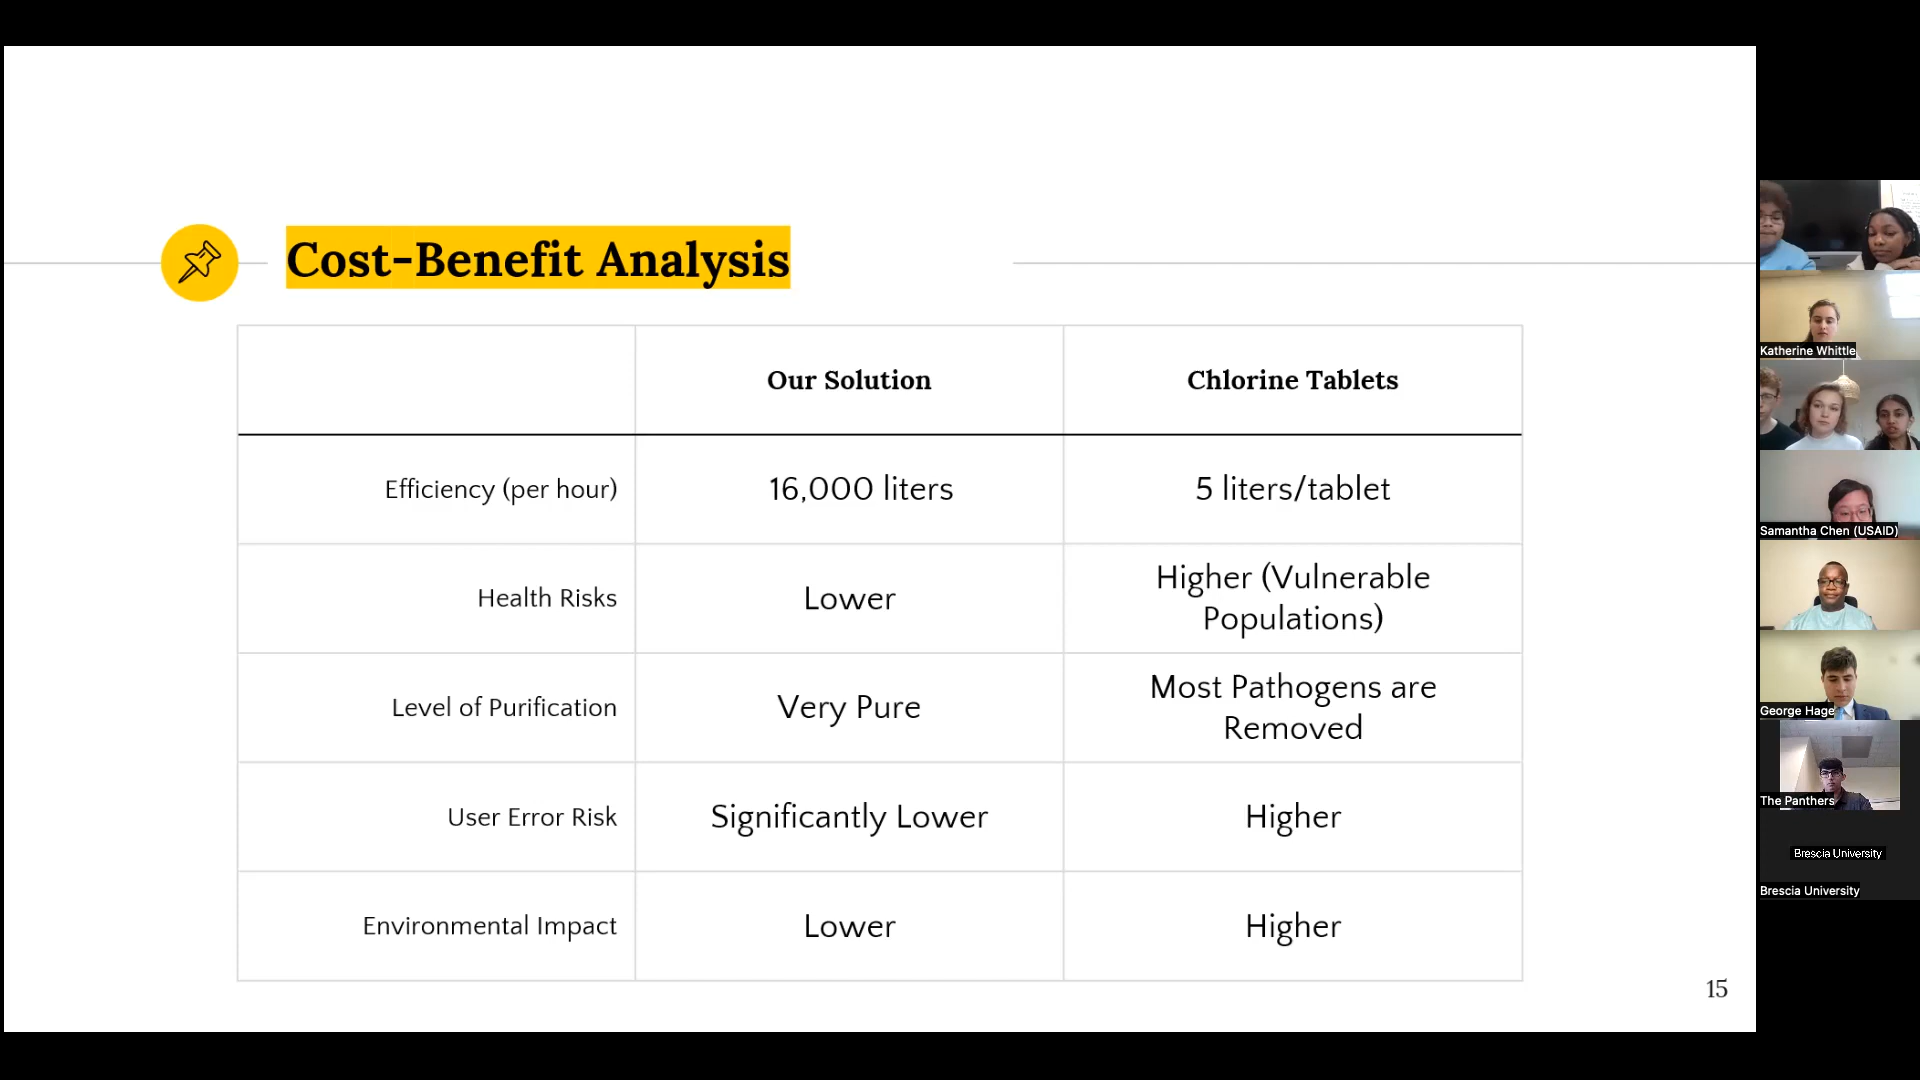 Cost-Benefit Analysis
Our Solution
Chlorine Tablets
Efficiency (per hour)
16,000 liters
5 liters/tablet
Health Risks
Lower
Higher (Vulnerable
Populations)
Level of Purification
Very Pure
Most Pathogens are
Removed
User Error Risk
Significantly Lower
Higher
Environmental Impact
Lower
Higher
15
Katherine Whittle
Samantha Chen (USAID)
George Hage
The Panthers
Brescia University
Brescia University